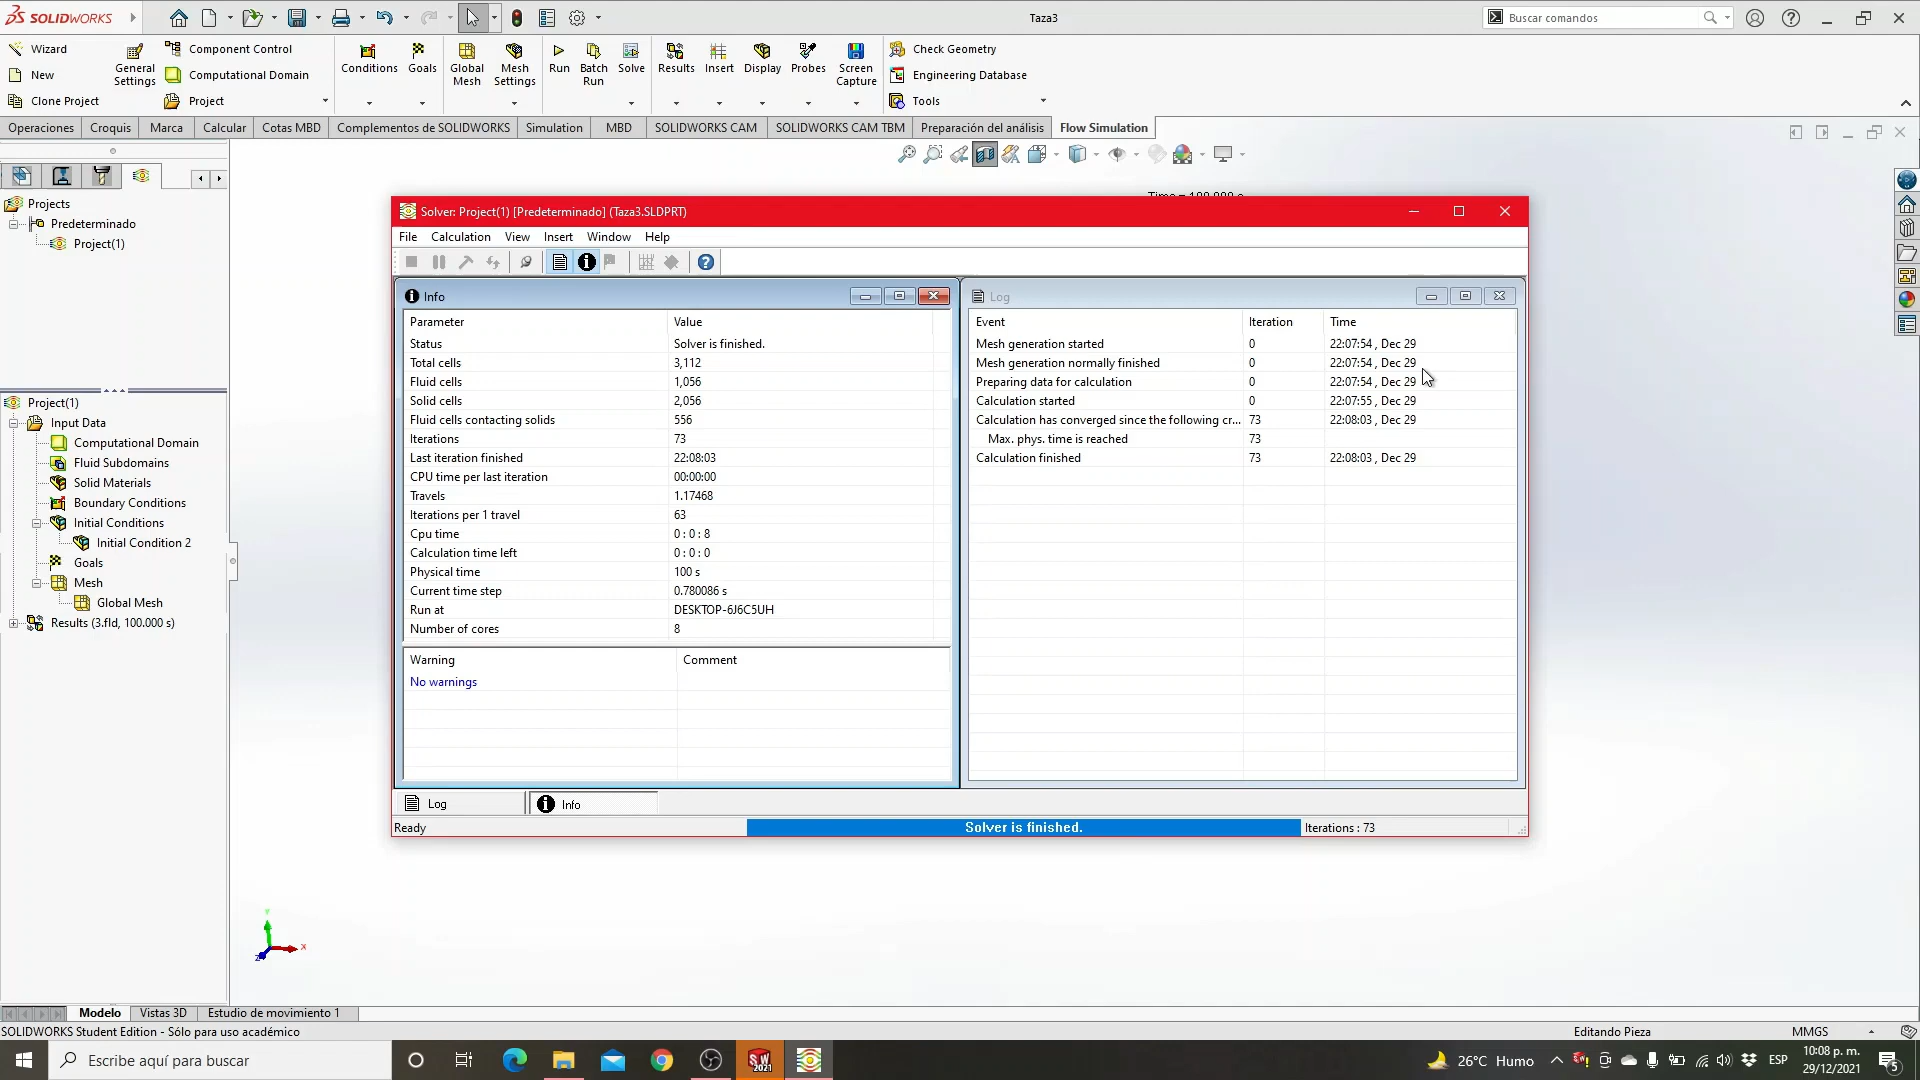 SOLIDWORKS
Taza3
Buscar comandos
Wizard
New
Clone Project
General Settings
Component Control
Computational Domain
Project
Conditions
Goals
Global Mesh
Mesh Settings
Run
Batch Run
Solve
Results
Insert
Display
Probes
Screen Capture
Check Geometry
Engineering Database
Tools
Operaciones Croquis Marca Calcular Cotas MBD Complementos de SOLIDWORKS Simulation MBD SOLIDWORKS CAM SOLIDWORKS CAM TBM Preparación del análisis Flow Simulation
Projects
Predeterminado
Project(1)
Project(1)
Input Data
Computational Domain
Fluid Subdomains
Solid Materials
Boundary Conditions
Initial Conditions
Initial Condition 2
Goals
Mesh
Global Mesh
Results (3.fld, 100.000 s)
Solver: Project(1) [Predeterminado] (Taza3.SLDPRT)
File Calculation View Insert Window Help
Info
Parameter Value
Status Solver is finished.
Total cells 3,112
Fluid cells 1,056
Solid cells 2,056
Fluid cells contacting solids 556
Iterations 73
Last iteration finished 22:08:03
CPU time per last iteration 00:00:00
Travels 1.17468
Iterations per 1 travel 63
Cpu time 0 : 0 : 8
Calculation time left 0 : 0 : 0
Physical time 100 s
Current time step 0.780086 s
Run at DESKTOP-6J6C5UH
Number of cores 8
Warning Comment
No warnings
Log
Event Iteration Time
Mesh generation started 0 22:07:54 , Dec 29
Mesh generation normally finished 0 22:07:54 , Dec 29
Preparing data for calculation 0 22:07:54 , Dec 29
Calculation started 0 22:07:55 , Dec 29
Calculation has converged since the following cr... 73 22:08:03 , Dec 29
Max. phys. time is reached 73
Calculation finished 73 22:08:03 , Dec 29
Log Info
Ready Solver is finished. Iterations : 73
Y
X
Z
Modelo Vistas 3D Estudio de movimiento 1
SOLIDWORKS Student Edition - Sólo para uso académico Editando Pieza MMGS
Escribe aquí para buscar
SW
2021
26°C Humo
ESP
10:08 p. m.
29/12/2021
5